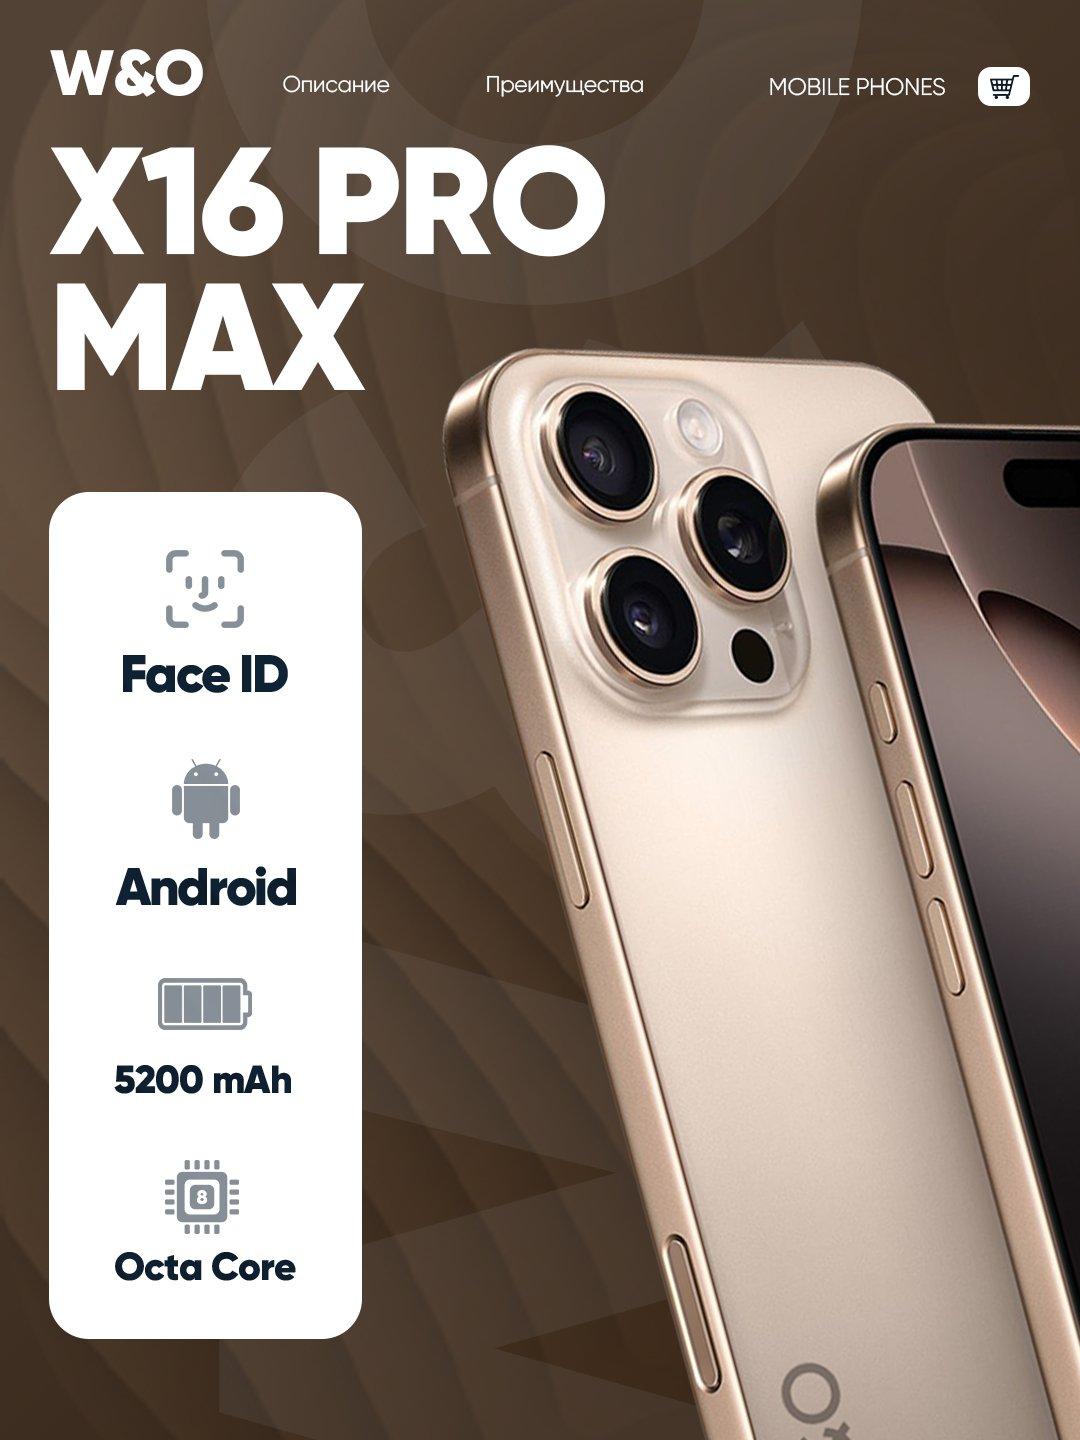 W&O
Описание
Преимущества
MOBILE PHONES
X16 PRO
MAX
Face ID
Android
5200 mAh
8
Octa Core